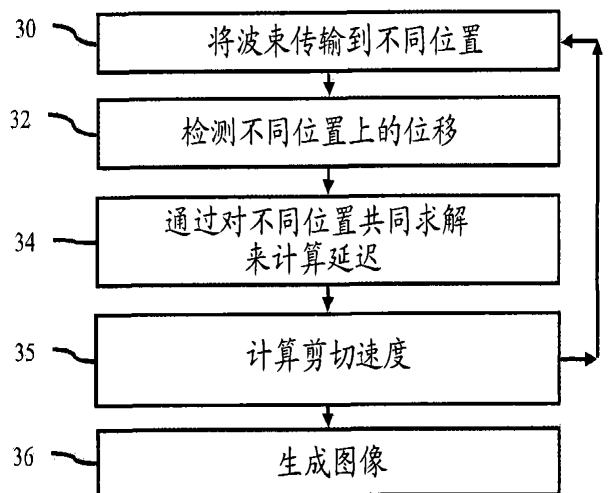 30
将波束传输到不同位置
32
检测不同位置上的位移
34
通过对不同位置共同求解
来计算延迟
35
计算剪切速度
36
生成图像